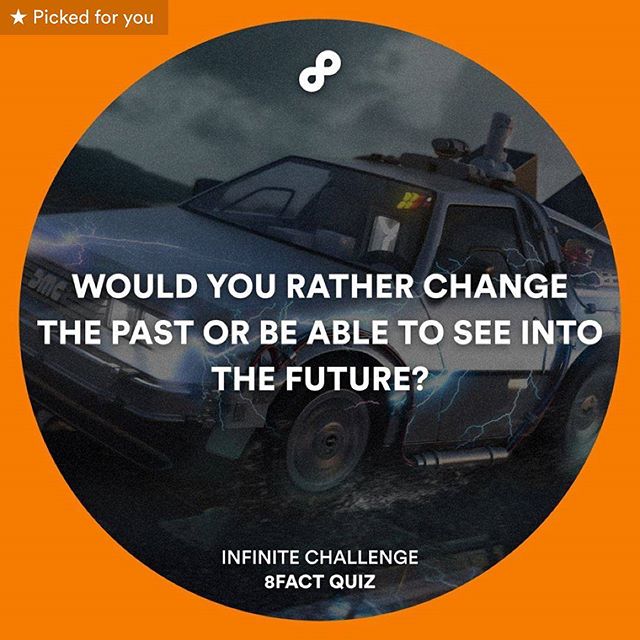 ★ Picked for you
WOULD YOU RATHER CHANGE
THE PAST OR BE ABLE TO SEE INTO
THE FUTURE?
INFINITE CHALLENGE
8FACT QUIZ